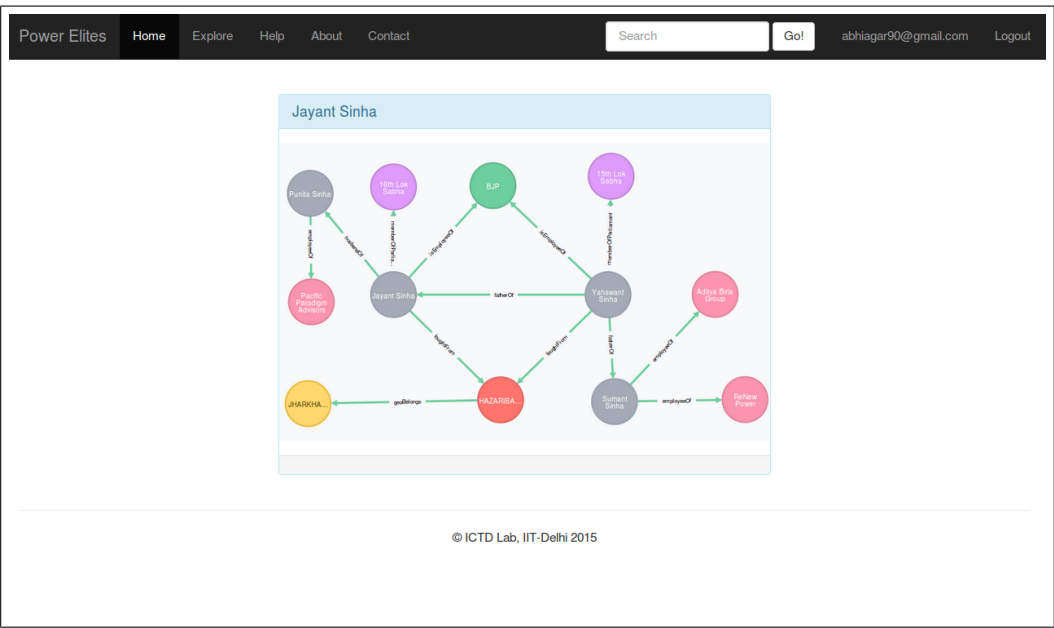 Power Elites Home Explore Help About Contact Search Go! abhiagar90@gmail.com Logout
Jayant Sinha
Punita Sinha
16th Lok
Sabha
BJP
15th Lok
Sabha
employeeOf
husbandOf
memberOfParlia...
isEmployeeOf
isEmployeeOf
memberOfParliament
Pacific
Paradigm
Advisors
Jayant Sinha
fatherOf
Yahswant
Sinha
Aditya Birla
Group
foughtFrom
foughtFrom
fatherOf
employeeOf
JHARKHA...
geoBelongs
HAZARIBA...
Sumant
Sinha
employeeOf
ReNew
Power
© ICTD Lab, IIT-Delhi 2015